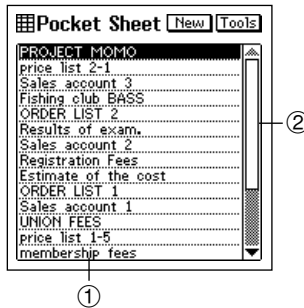 Pocket Sheet New Tools
PROJECT MOMO
price list 2-1
Sales account 3
Fishing club BASS
ORDER LIST 2
Results of exam.
Sales account 2
Registration Fees
Estimate of the cost
ORDER LIST 1
Sales account 1
UNION FEES
price list 1-5
membership fees
①
②